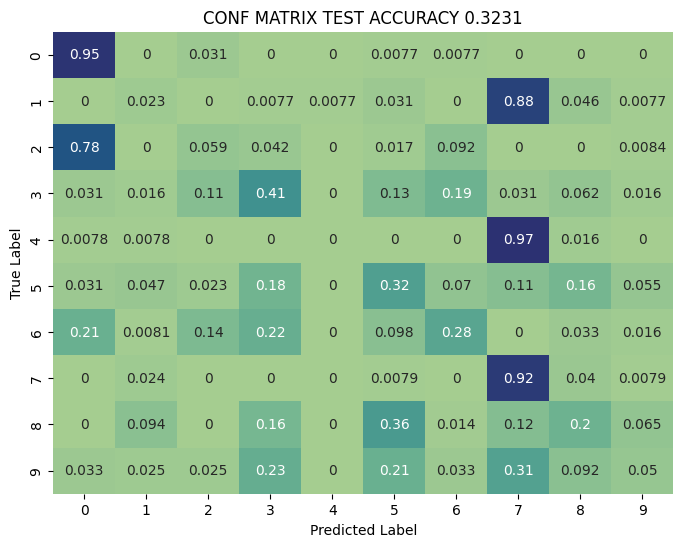 CONF MATRIX TEST ACCURACY 0.3231
0 0.95 0 0.031 0 0 0.0077 0.0077 0 0 0
1 0 0.023 0 0.0077 0.0077 0.031 0 0.88 0.046 0.0077
2 0.78 0 0.059 0.042 0 0.017 0.092 0 0 0.0084
3 0.031 0.016 0.11 0.41 0 0.13 0.19 0.031 0.062 0.016
4 0.0078 0.0078 0 0 0 0 0 0.97 0.016 0
5 0.031 0.047 0.023 0.18 0 0.32 0.07 0.11 0.16 0.055
6 0.21 0.0081 0.14 0.22 0 0.098 0.28 0 0.033 0.016
7 0 0.024 0 0 0 0.0079 0 0.92 0.04 0.0079
8 0 0.094 0 0.16 0 0.36 0.014 0.12 0.2 0.065
9 0.033 0.025 0.025 0.23 0 0.21 0.033 0.31 0.092 0.05
0 1 2 3 4 5 6 7 8 9
Predicted Label
True Label